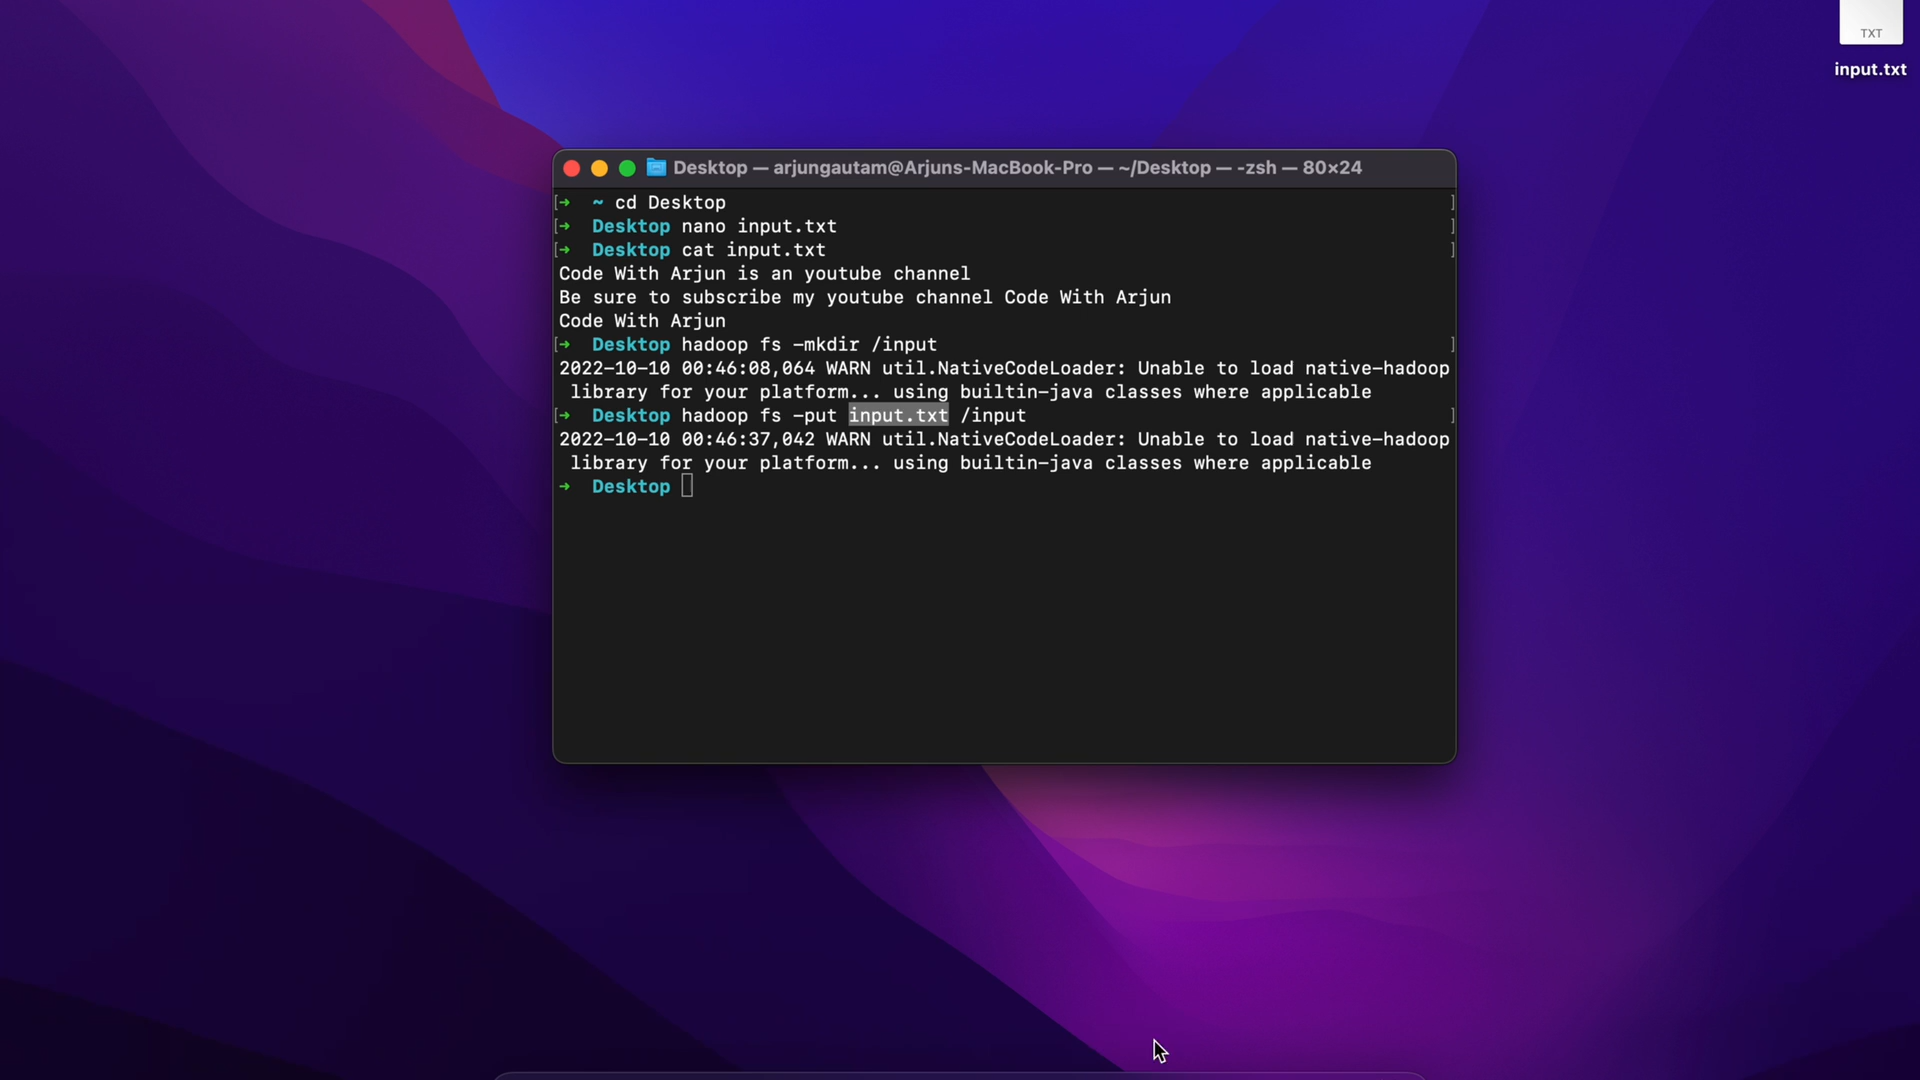 TXT
input.txt
Desktop — arjungautam@Arjuns-MacBook-Pro — ~/Desktop — -zsh — 80×24
[➜  ~ cd Desktop ]
[➜  Desktop nano input.txt ]
[➜  Desktop cat input.txt ]
Code With Arjun is an youtube channel
Be sure to subscribe my youtube channel Code With Arjun
Code With Arjun
[➜  Desktop hadoop fs -mkdir /input ]
2022-10-10 00:46:08,064 WARN util.NativeCodeLoader: Unable to load native-hadoop
library for your platform... using builtin-java classes where applicable
[➜  Desktop hadoop fs -put input.txt /input ]
2022-10-10 00:46:37,042 WARN util.NativeCodeLoader: Unable to load native-hadoop
library for your platform... using builtin-java classes where applicable
➜  Desktop